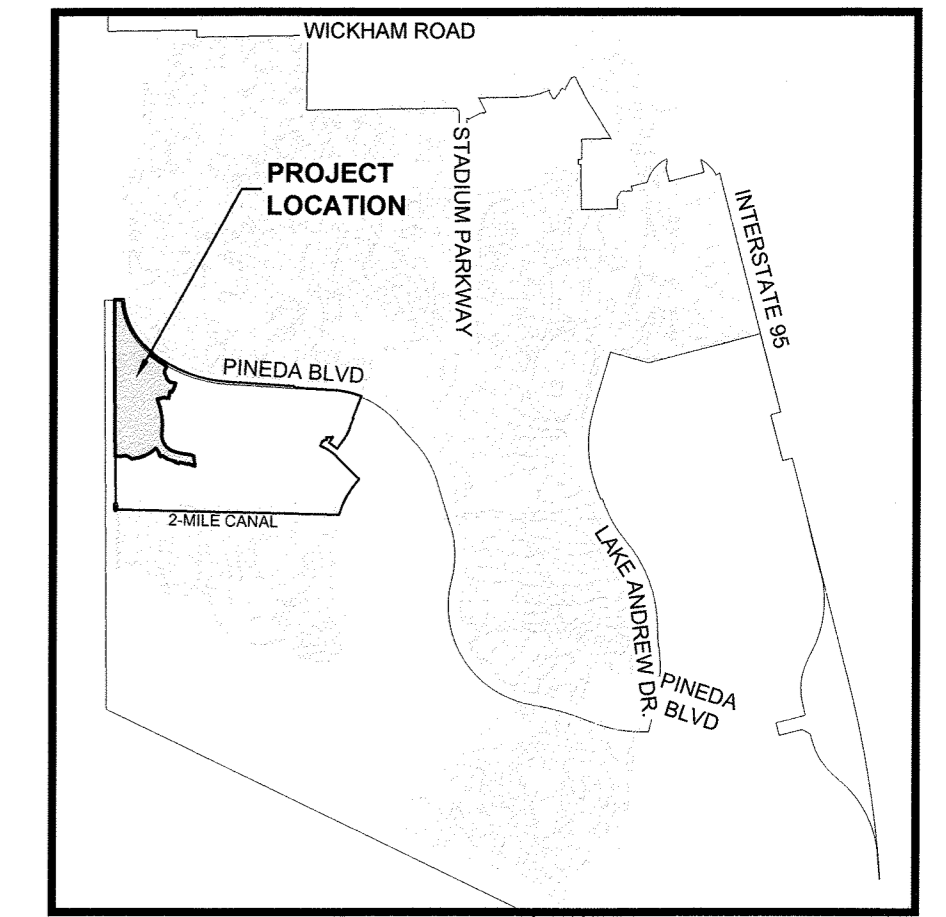 WICKHAM ROAD
STADIUM PARKWAY
PROJECT
LOCATION
INTERSTATE 95
PINEDA BLVD
2-MILE CANAL
LAKE ANDREW DR.
PINEDA
BLVD